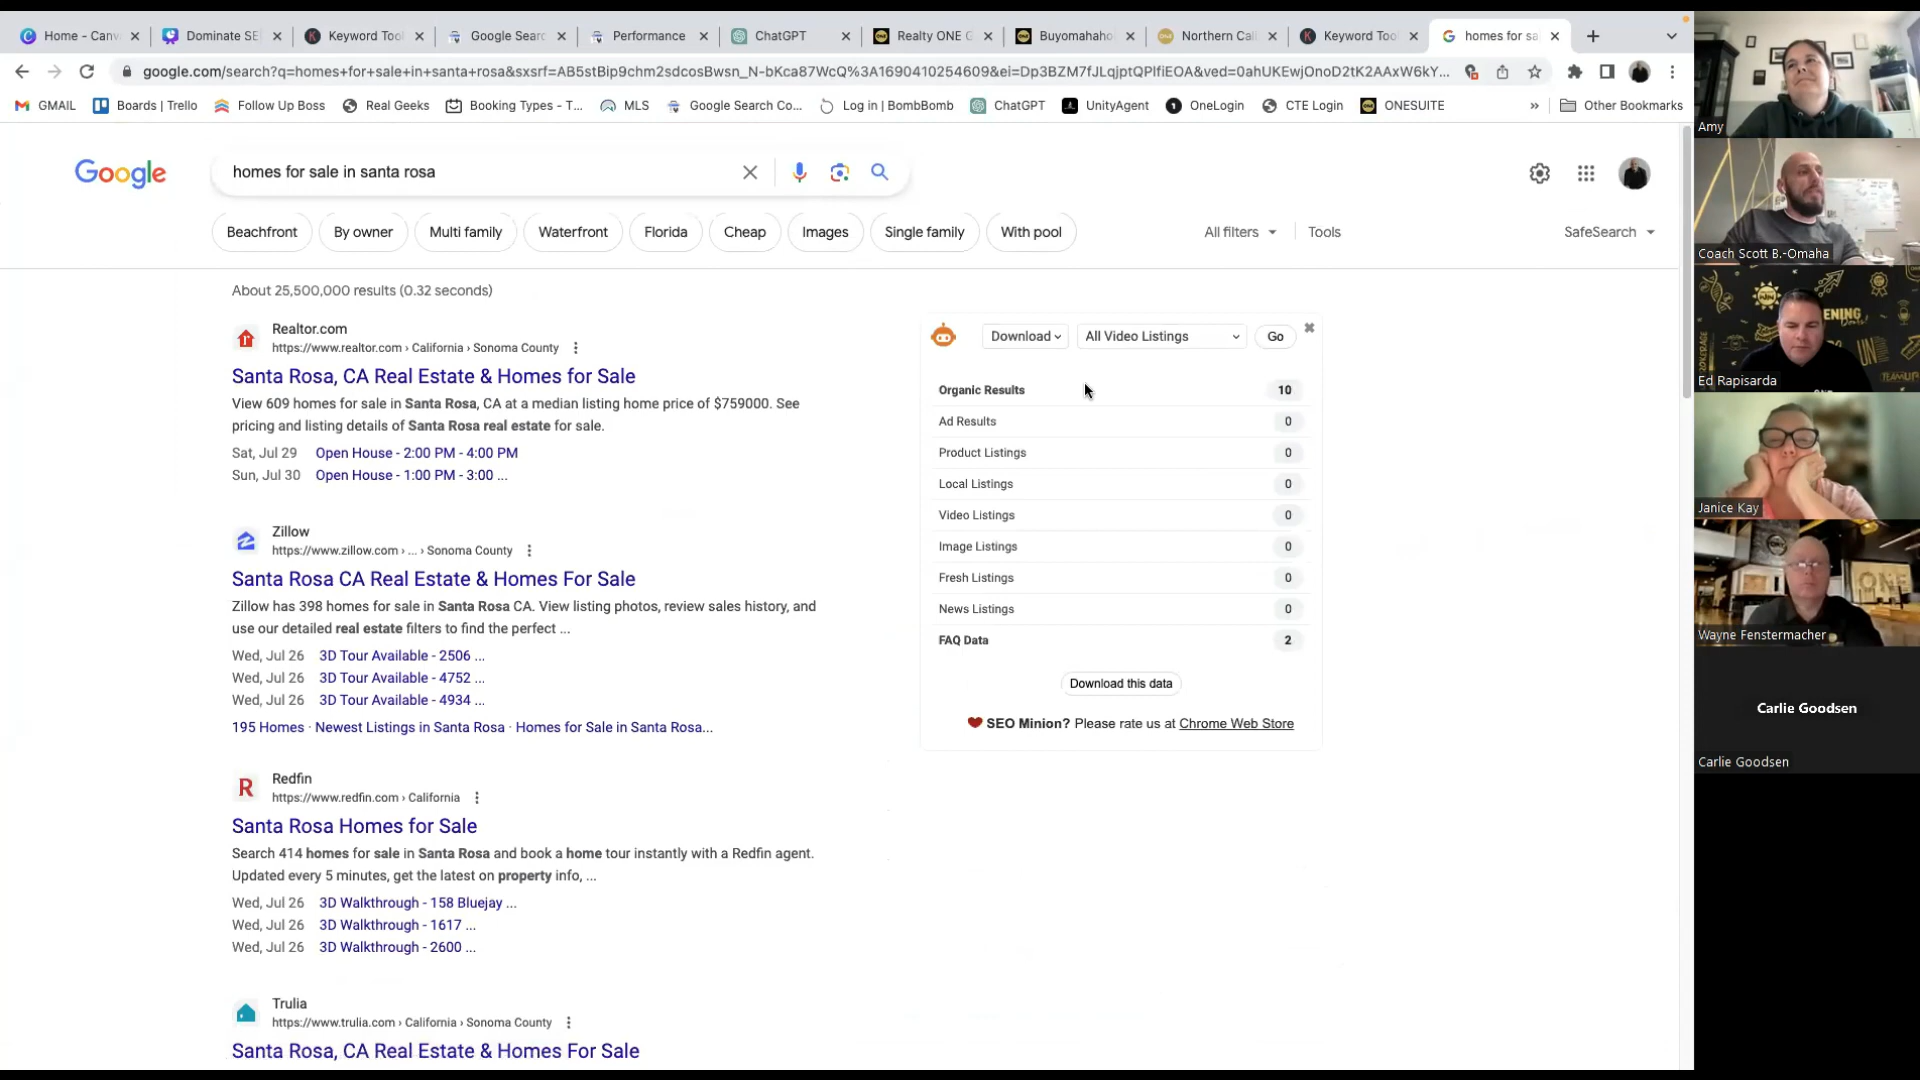 Home - Canv
Dominate SE
Keyword Too
Google Searc
Performance
ChatGPT
Realty ONE G
Buyomahaho
Northern Cali
Keyword Too
homes for sa
google.com/search?q=homes+for+sale+in+santa+rosa&sxsrf=AB5stBip9chm2sdcosBwsn_N-bKca87WcQ%3A1690410254609&ei=Dp3BZM7fJLqjptQPlfiEOA&ved=0ahUKEwjOnoD2tK2AAxW6kY...
GMAIL
Boards | Trello
Follow Up Boss
Real Geeks
Booking Types - T...
MLS
Google Search Co...
Log in | BombBomb
ChatGPT
UnityAgent
OneLogin
CTE Login
ONESUITE
»
Other Bookmarks
Google
homes for sale in santa rosa
Beachfront
By owner
Multi family
Waterfront
Florida
Cheap
Images
Single family
With pool
All filters
Tools
SafeSearch
About 25,500,000 results (0.32 seconds)
Realtor.com
https://www.realtor.com › California › Sonoma County
Santa Rosa, CA Real Estate & Homes for Sale
View 609 homes for sale in Santa Rosa, CA at a median listing home price of $759000. See
pricing and listing details of Santa Rosa real estate for sale.
Sat, Jul 29 Open House - 2:00 PM - 4:00 PM
Sun, Jul 30 Open House - 1:00 PM - 3:00 ...
Zillow
https://www.zillow.com › ... › Sonoma County
Santa Rosa CA Real Estate & Homes For Sale
Zillow has 398 homes for sale in Santa Rosa CA. View listing photos, review sales history, and
use our detailed real estate filters to find the perfect ...
Wed, Jul 26 3D Tour Available - 2506 ...
Wed, Jul 26 3D Tour Available - 4752 ...
Wed, Jul 26 3D Tour Available - 4934 ...
195 Homes · Newest Listings in Santa Rosa · Homes for Sale in Santa Rosa...
R
Redfin
https://www.redfin.com › California
Santa Rosa Homes for Sale
Search 414 homes for sale in Santa Rosa and book a home tour instantly with a Redfin agent.
Updated every 5 minutes, get the latest on property info, ...
Wed, Jul 26 3D Walkthrough - 158 Bluejay ...
Wed, Jul 26 3D Walkthrough - 1617 ...
Wed, Jul 26 3D Walkthrough - 2600 ...
Trulia
https://www.trulia.com › California › Sonoma County
Santa Rosa, CA Real Estate & Homes For Sale
Download
All Video Listings
Go
Organic Results 10
Ad Results 0
Product Listings 0
Local Listings 0
Video Listings 0
Image Listings 0
Fresh Listings 0
News Listings 0
FAQ Data 2
Download this data
SEO Minion? Please rate us at Chrome Web Store
Amy
Coach Scott B.-Omaha
ENING
UN
TEAMUP
Ed Rapisarda
Janice Kay
ONE
Wayne Fenstermacher
Carlie Goodsen
Carlie Goodsen